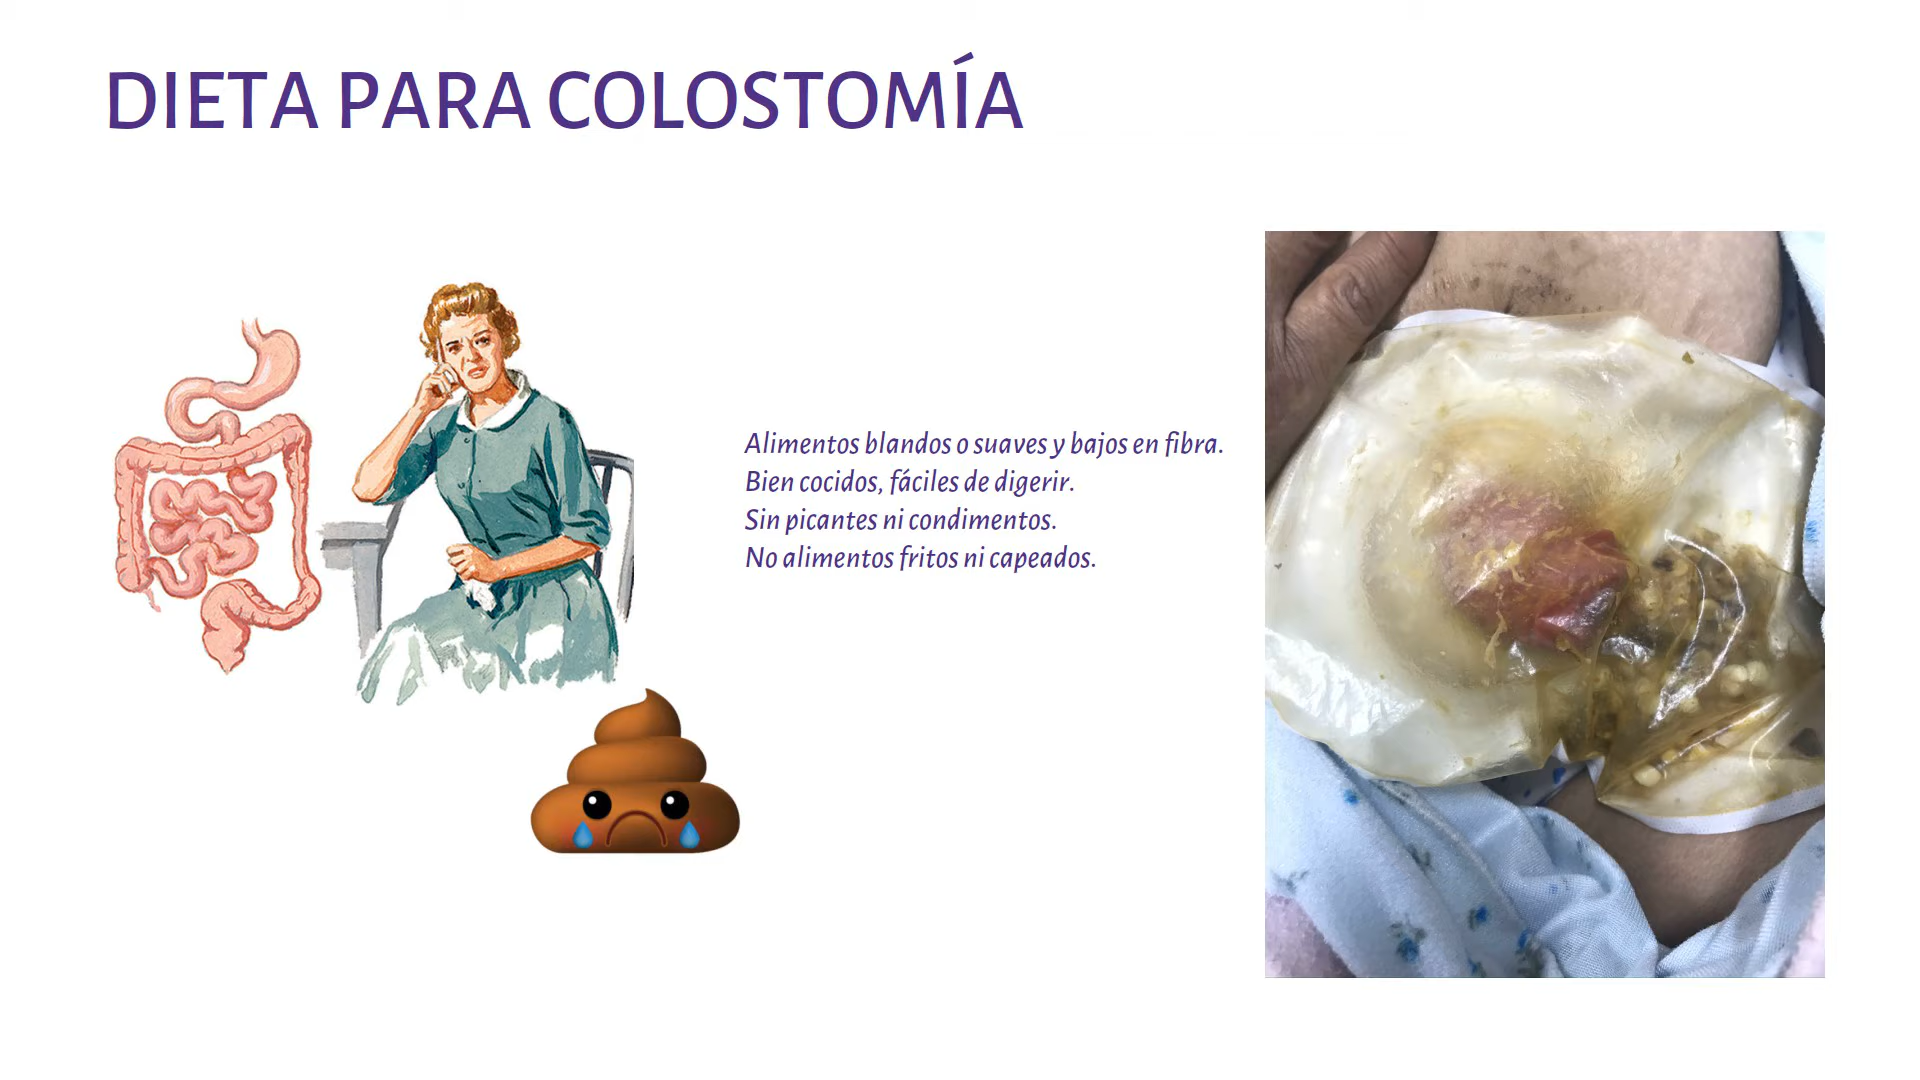 DIETA PARA COLOSTOMÍA
Alimentos blandos o suaves y bajos en fibra.
Bien cocidos, fáciles de digerir.
Sin picantes ni condimentos.
No alimentos fritos ni capeados.